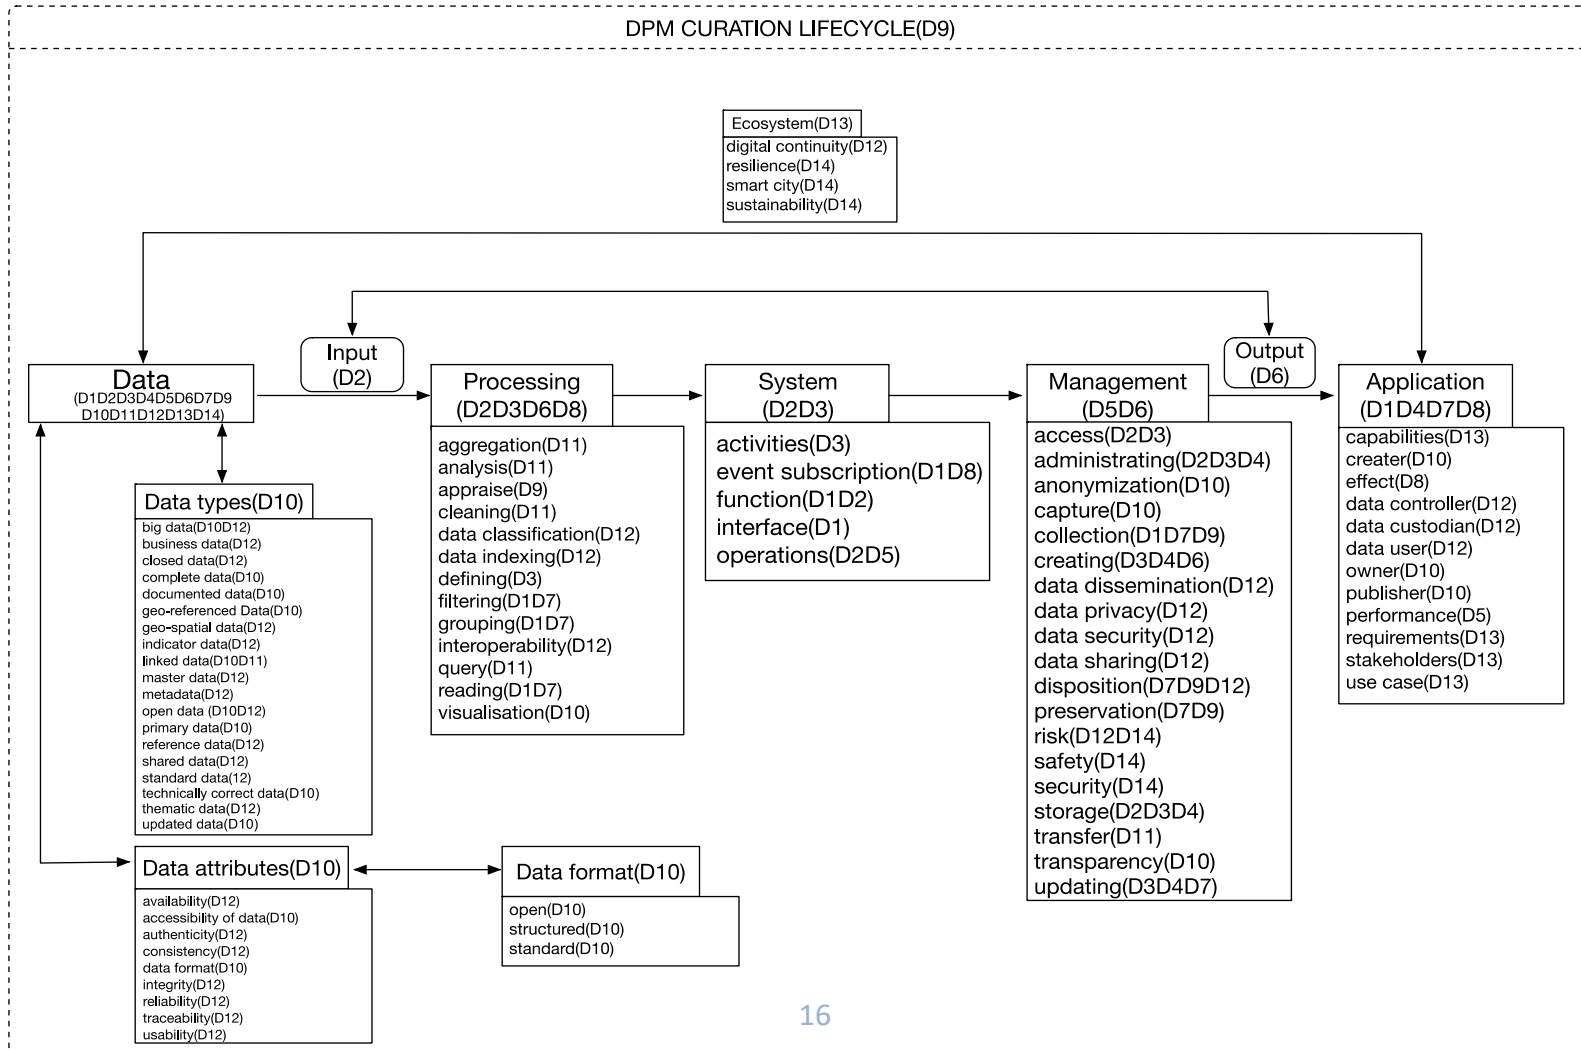 DPM CURATION LIFECYCLE(D9)
Ecosystem(D13)
digital continuity(D12)
resilience(D14)
smart city(D14)
sustainability(D14)
Data
(D1D2D3D4D5D6D7D9
D10D11D12D13D14)
Input
(D2)
Processing
(D2D3D6D8)
aggregation(D11)
analysis(D11)
appraise(D9)
cleaning(D11)
data classification(D12)
data indexing(D12)
defining(D3)
filtering(D1D7)
grouping(D1D7)
interoperability(D12)
query(D11)
reading(D1D7)
visualisation(D10)
System
(D2D3)
activities(D3)
event subscription(D1D8)
function(D1D2)
interface(D1)
operations(D2D5)
Management
(D5D6)
access(D2D3)
administrating(D2D3D4)
anonymization(D10)
capture(D10)
collection(D1D7D9)
creating(D3D4D6)
data dissemination(D12)
data privacy(D12)
data security(D12)
data sharing(D12)
disposition(D7D9D12)
preservation(D7D9)
risk(D12D14)
safety(D14)
security(D14)
storage(D2D3D4)
transfer(D11)
transparency(D10)
updating(D3D4D7)
Output
(D6)
Application
(D1D4D7D8)
capabilities(D13)
creater(D10)
effect(D8)
data controller(D12)
data custodian(D12)
data user(D12)
owner(D10)
publisher(D10)
performance(D5)
requirements(D13)
stakeholders(D13)
use case(D13)
Data types(D10)
big data(D10D12)
business data(D12)
closed data(D12)
complete data(D10)
documented data(D10)
geo-referenced Data(D10)
geo-spatial data(D12)
indicator data(D12)
linked data(D10D11)
master data(D12)
metadata(D12)
open data (D10D12)
primary data(D10)
reference data(D12)
shared data(D12)
standard data(12)
technically correct data(D10)
thematic data(D12)
updated data(D10)
Data attributes(D10)
availability(D12)
accessibility of data(D10)
authenticity(D12)
consistency(D12)
data format(D10)
integrity(D12)
reliability(D12)
traceability(D12)
usability(D12)
Data format(D10)
open(D10)
structured(D10)
standard(D10)
16